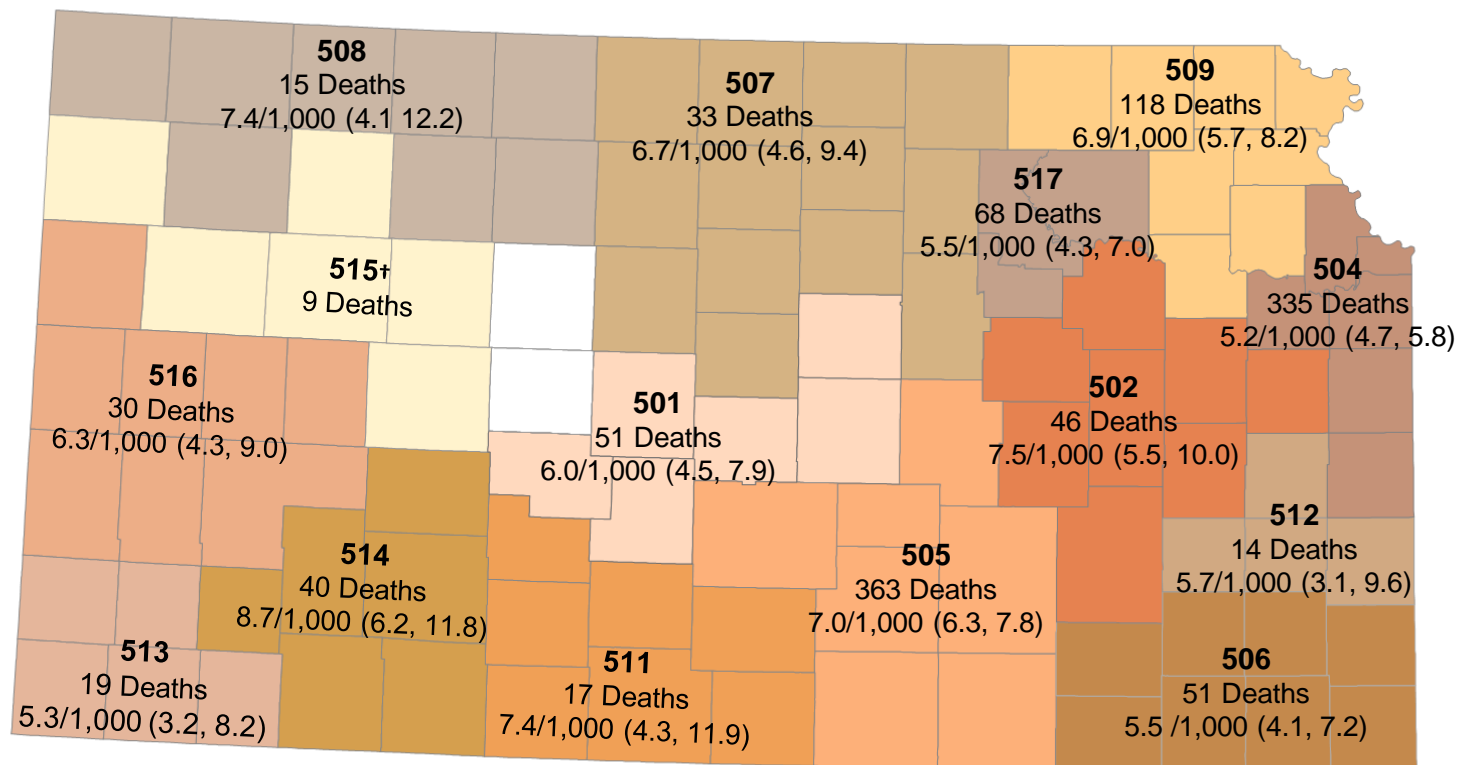 508
15 Deaths
7.4/1,000 (4.1 12.2)
507
33 Deaths
6.7/1,000 (4.6, 9.4)
509
118 Deaths
6.9/1,000 (5.7, 8.2)
517
68 Deaths
5.5/1,000 (4.3, 7.0)
515†
9 Deaths
504
335 Deaths
5.2/1,000 (4.7, 5.8)
516
30 Deaths
6.3/1,000 (4.3, 9.0)
501
51 Deaths
6.0/1,000 (4.5, 7.9)
502
46 Deaths
7.5/1,000 (5.5, 10.0)
512
14 Deaths
5.7/1,000 (3.1, 9.6)
514
40 Deaths
8.7/1,000 (6.2, 11.8)
505
363 Deaths
7.0/1,000 (6.3, 7.8)
513
19 Deaths
5.3/1,000 (3.2, 8.2)
511
17 Deaths
7.4/1,000 (4.3, 11.9)
506
51 Deaths
5.5 /1,000 (4.1, 7.2)